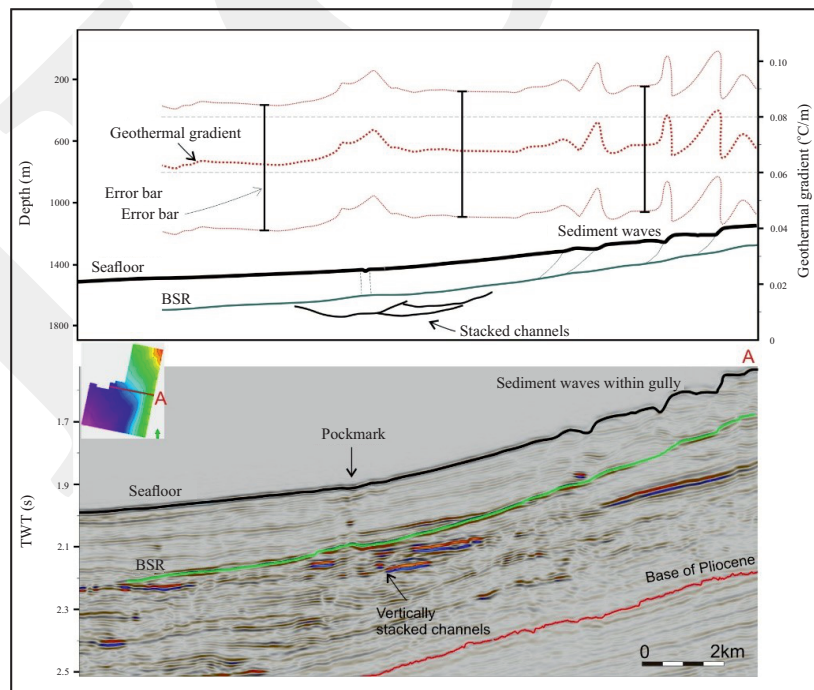 200
600
1000
1400
1800
Depth (m)
0.10
0.08
0.06
0.04
0.02
0
Geothermal gradient (°C/m)
Geothermal gradient
Error bar
Error bar
Sediment waves
Seafloor
BSR
Stacked channels
A
A
Sediment waves within gully
Pockmark
Seafloor
BSR
Vertically
stacked channels
Base of Pliocene
1.7
1.9
2.1
2.3
2.5
TWT (s)
0 2km